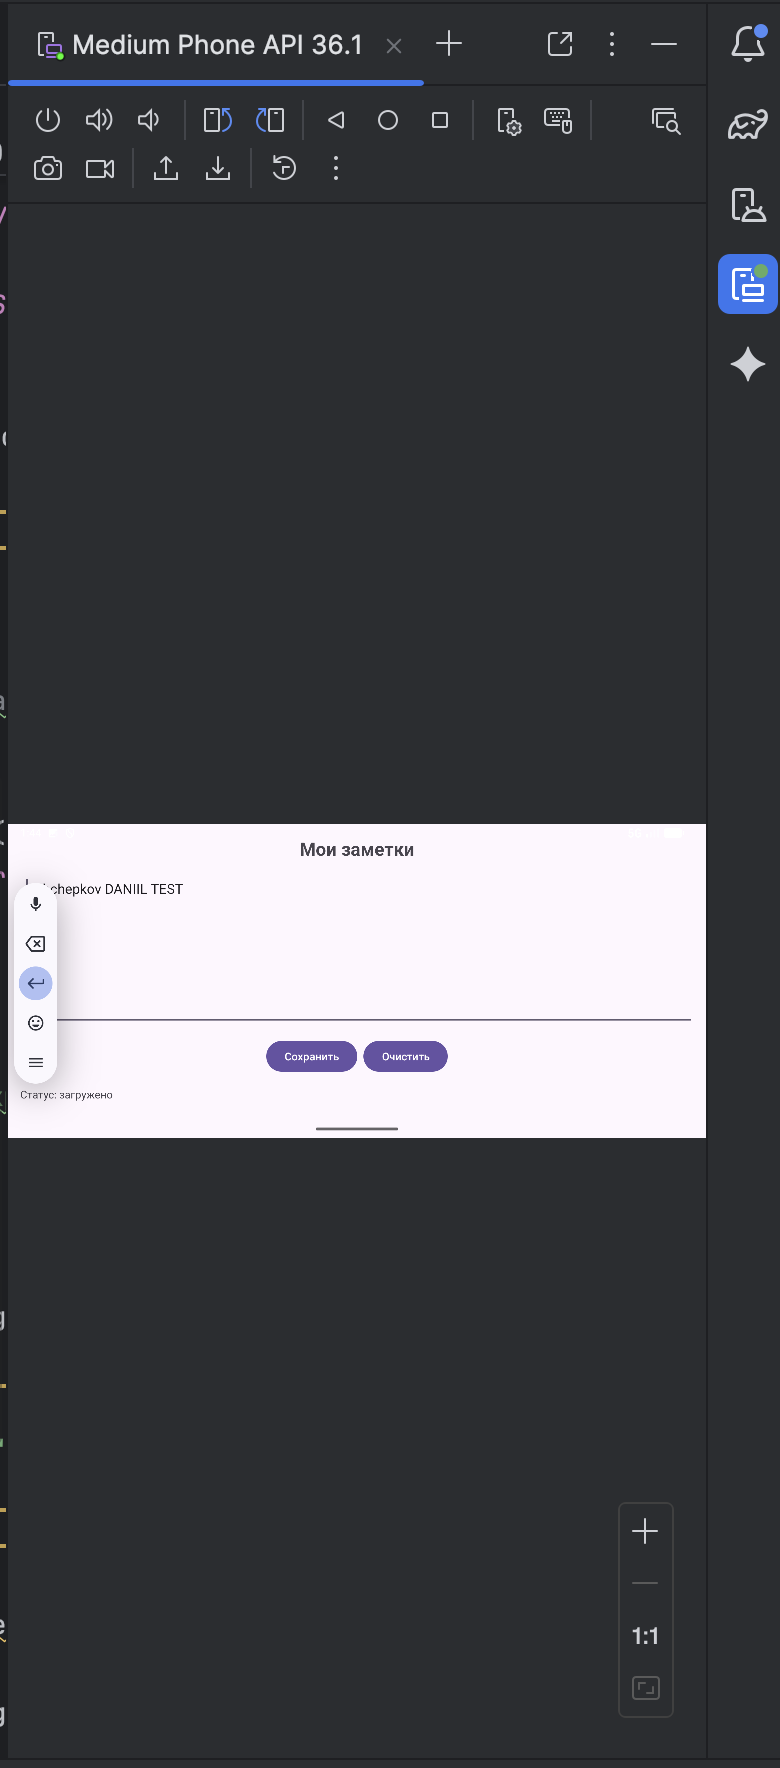 Medium Phone API 36.1
Мои заметки
chepkov DANIIL TEST
Сохранить
Очистить
Статус: загружено
1:1